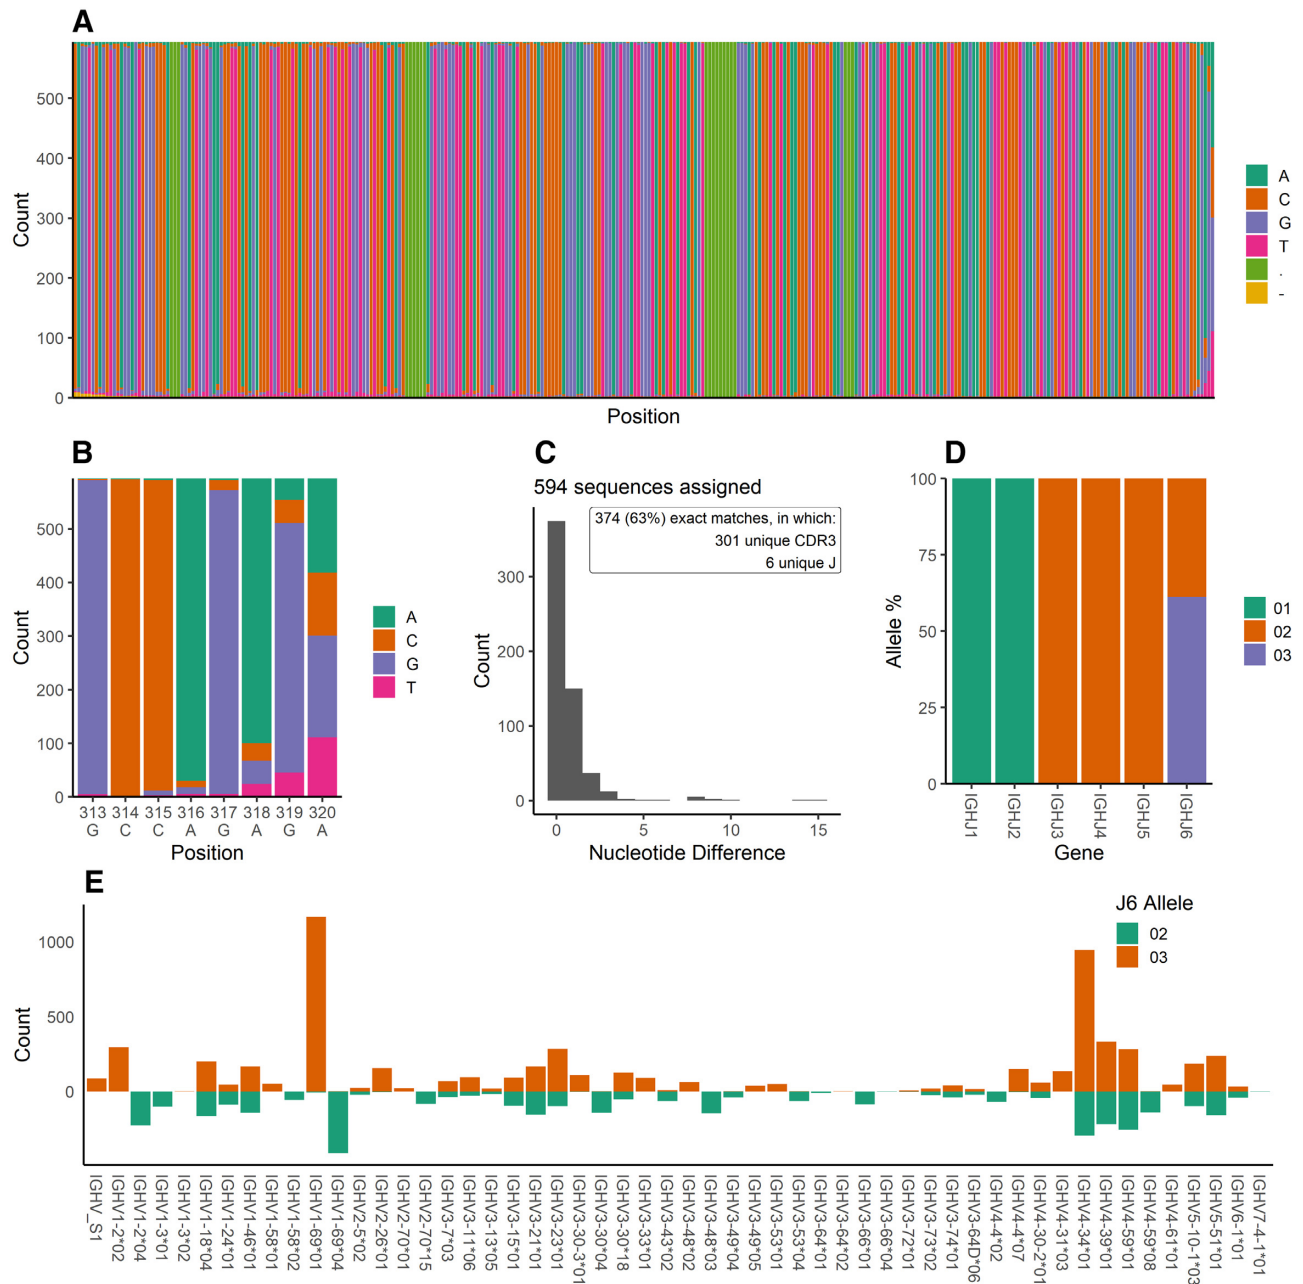 A
Count
500
400
300
200
100
0
Position
A
C
G
T
.
-
B
Count
500
400
300
200
100
0
313 314 315 316 317 318 319 320
G C C A G A G A
Position
A
C
G
T
C
594 sequences assigned
374 (63%) exact matches, in which:
301 unique CDR3
6 unique J
Count
300
200
100
0
0 5 10 15
Nucleotide Difference
D
Allele %
100
75
50
25
0
IGHJ1
IGHJ2
IGHJ3
IGHJ4
IGHJ5
IGHJ6
Gene
01
02
03
E
J6 Allele
02
03
Count
1000
500
0
IGHV_S1
IGHV1-2*02
IGHV1-2*04
IGHV1-3*01
IGHV1-3*02
IGHV1-18*04
IGHV1-24*01
IGHV1-46*01
IGHV1-58*01
IGHV1-58*02
IGHV1-69*01
IGHV1-69*04
IGHV2-5*02
IGHV2-26*01
IGHV2-70*01
IGHV2-70*15
IGHV3-7*03
IGHV3-11*06
IGHV3-13*05
IGHV3-15*01
IGHV3-21*01
IGHV3-23*01
IGHV3-30-3*01
IGHV3-30*04
IGHV3-30*18
IGHV3-33*01
IGHV3-43*02
IGHV3-48*02
IGHV3-48*03
IGHV3-49*04
IGHV3-49*05
IGHV3-53*01
IGHV3-53*04
IGHV3-64*01
IGHV3-64*02
IGHV3-66*01
IGHV3-66*04
IGHV3-72*01
IGHV3-73*02
IGHV3-74*01
IGHV3-64D*06
IGHV4-4*02
IGHV4-4*07
IGHV4-30-2*01
IGHV4-31*03
IGHV4-34*01
IGHV4-39*01
IGHV4-59*01
IGHV4-59*08
IGHV4-61*01
IGHV5-10-1*03
IGHV5-51*01
IGHV6-1*01
IGHV7-4-1*01